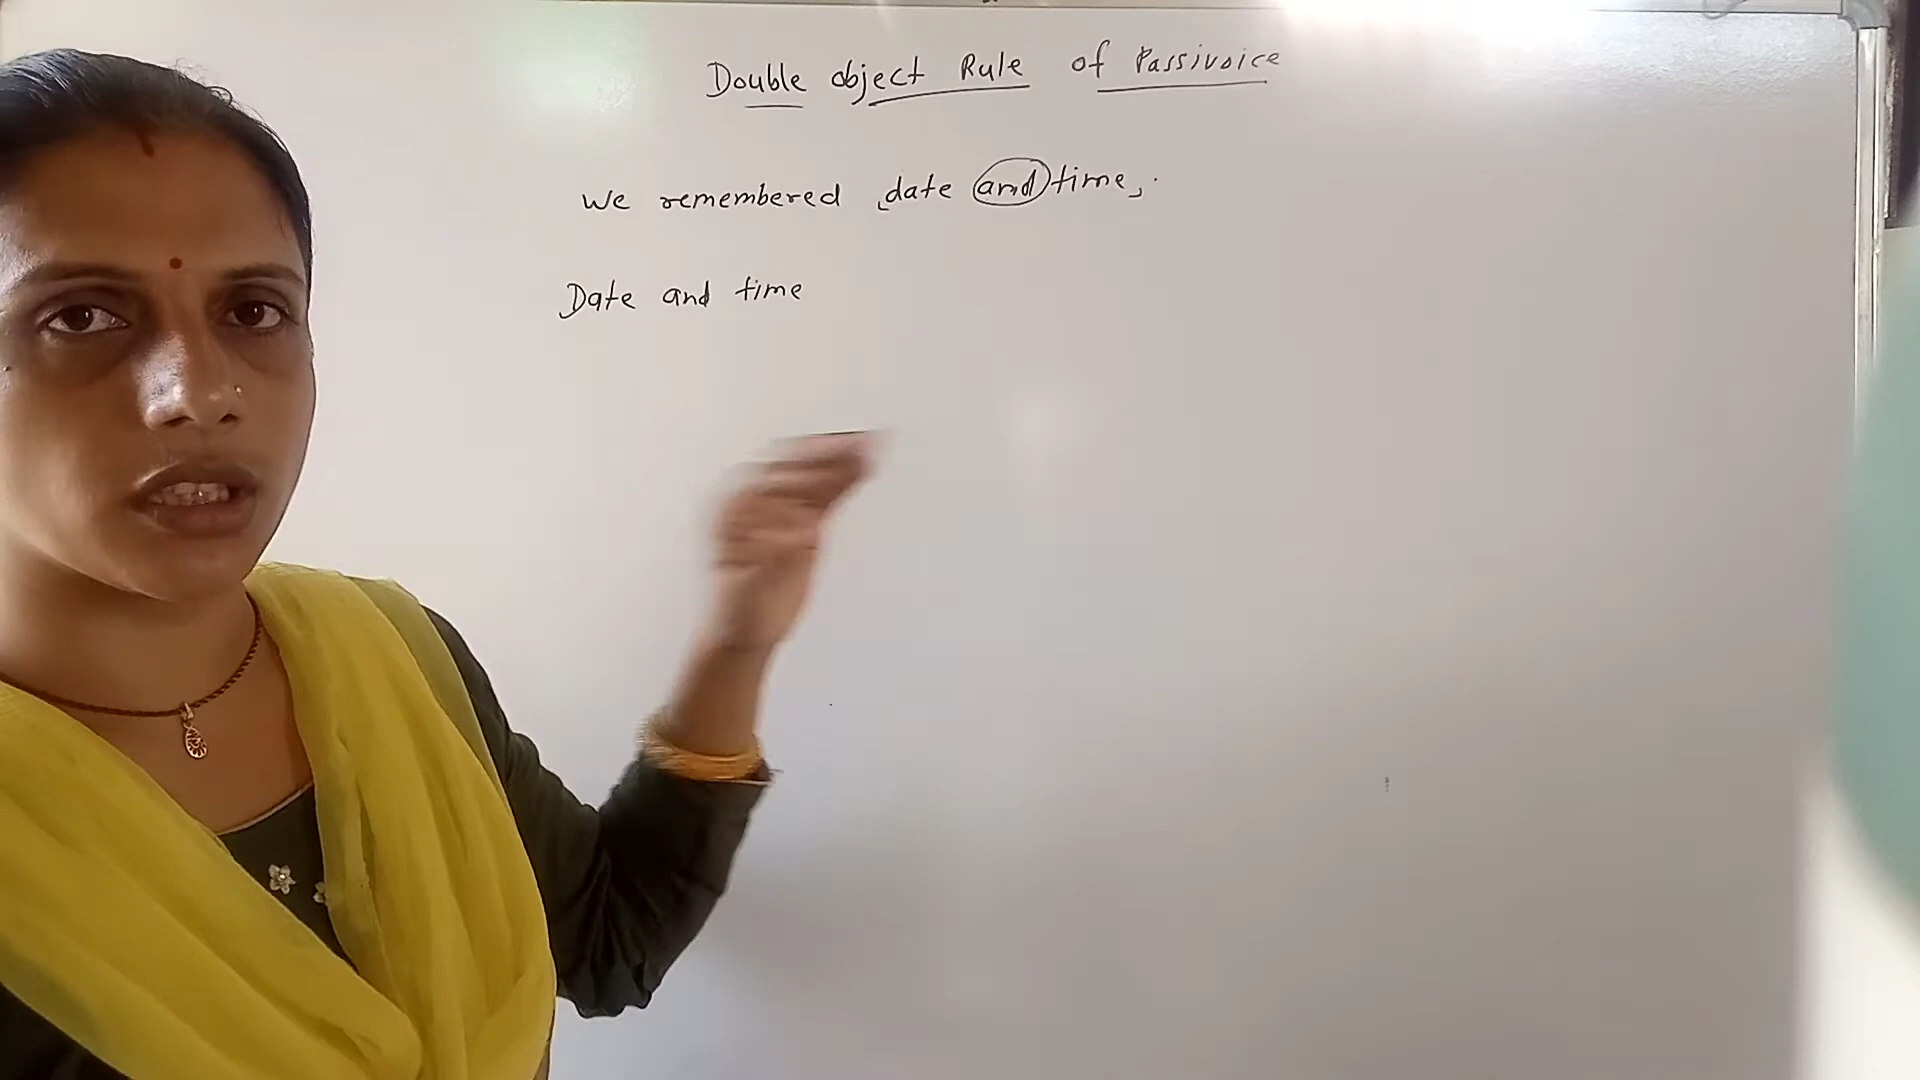 Double object Rule of Passivoice
We remembered date and time.
Date and time